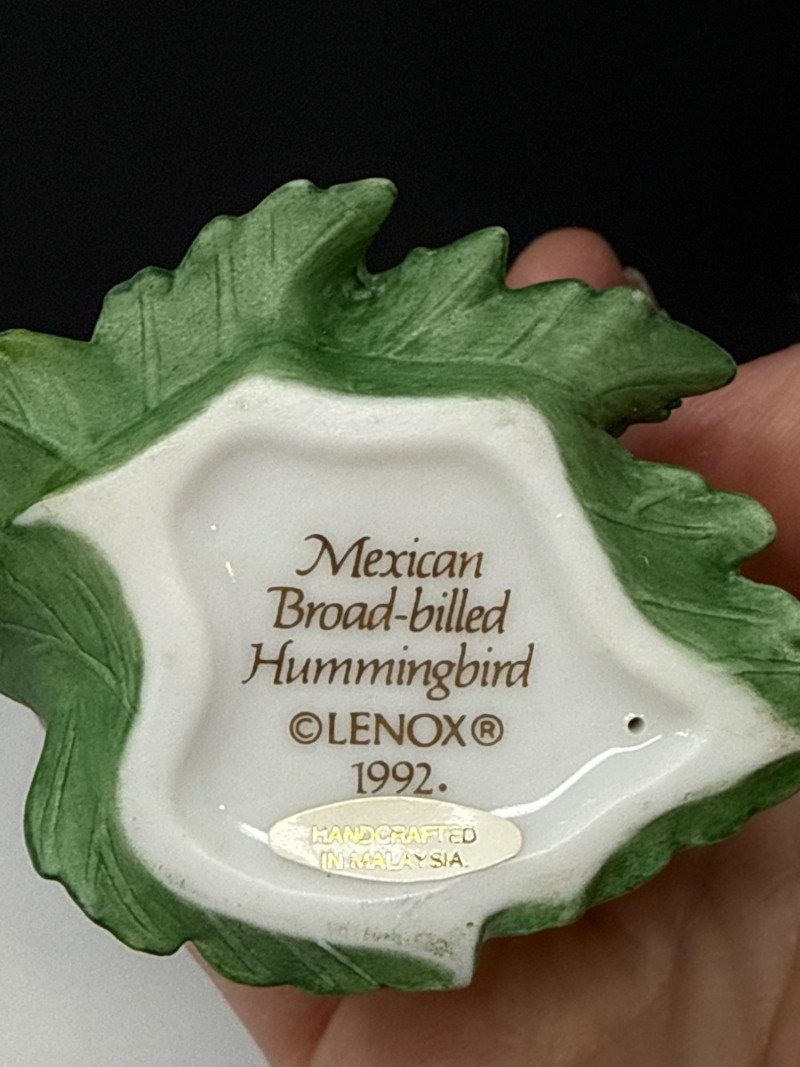 Mexican
Broad-billed
Hummingbird
©LENOX®
1992.
HANDCRAFTED
IN MALAYSIA.